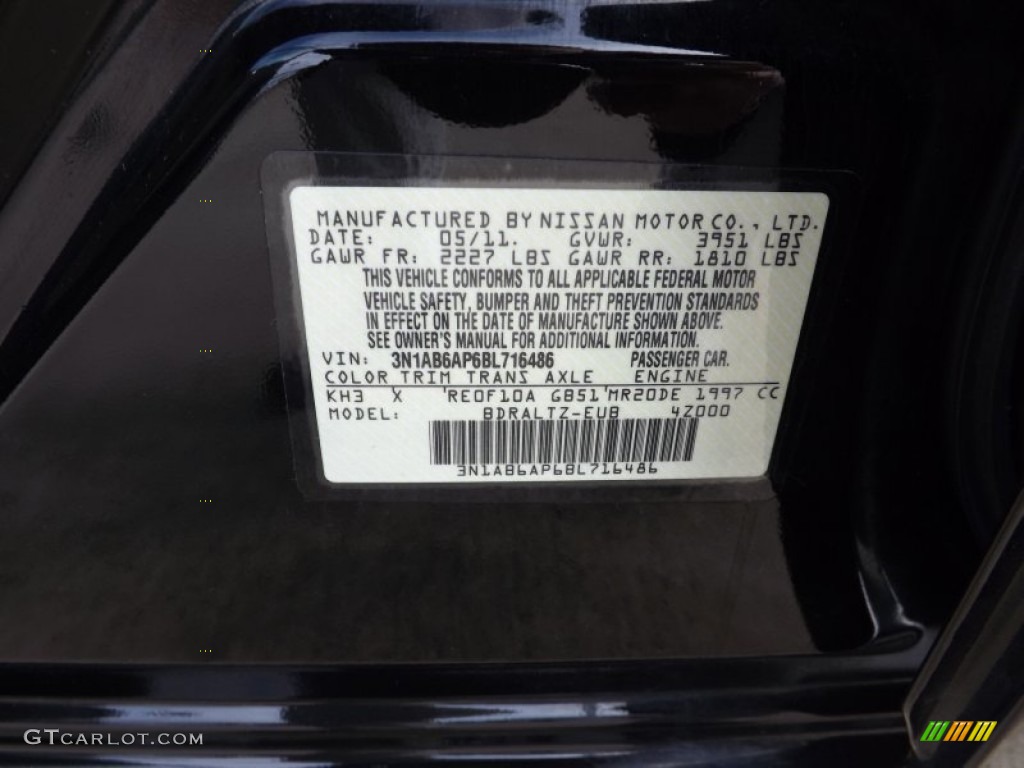 MANUFACTURED BY NISSAN MOTOR CO., LTD.
DATE: 05/11. GVWR: 3951 LBS
GAWR FR: 2227 LBS GAWR RR: 1810 LBS
THIS VEHICLE CONFORMS TO ALL APPLICABLE FEDERAL MOTOR
VEHICLE SAFETY, BUMPER AND THEFT PREVENTION STANDARDS
IN EFFECT ON THE DATE OF MANUFACTURE SHOWN ABOVE.
SEE OWNER'S MANUAL FOR ADDITIONAL INFORMATION.
VIN: 3N1AB6AP6BL716486 PASSENGER CAR.
COLOR TRIM TRANS AXLE ENGINE
KH3 X 'RE0F10A GB51'MR20DE 1997 CC
MODEL: BDRALTZ-EUB 4Z000
3N1AB6AP6BL716486
GTCARLOT.COM